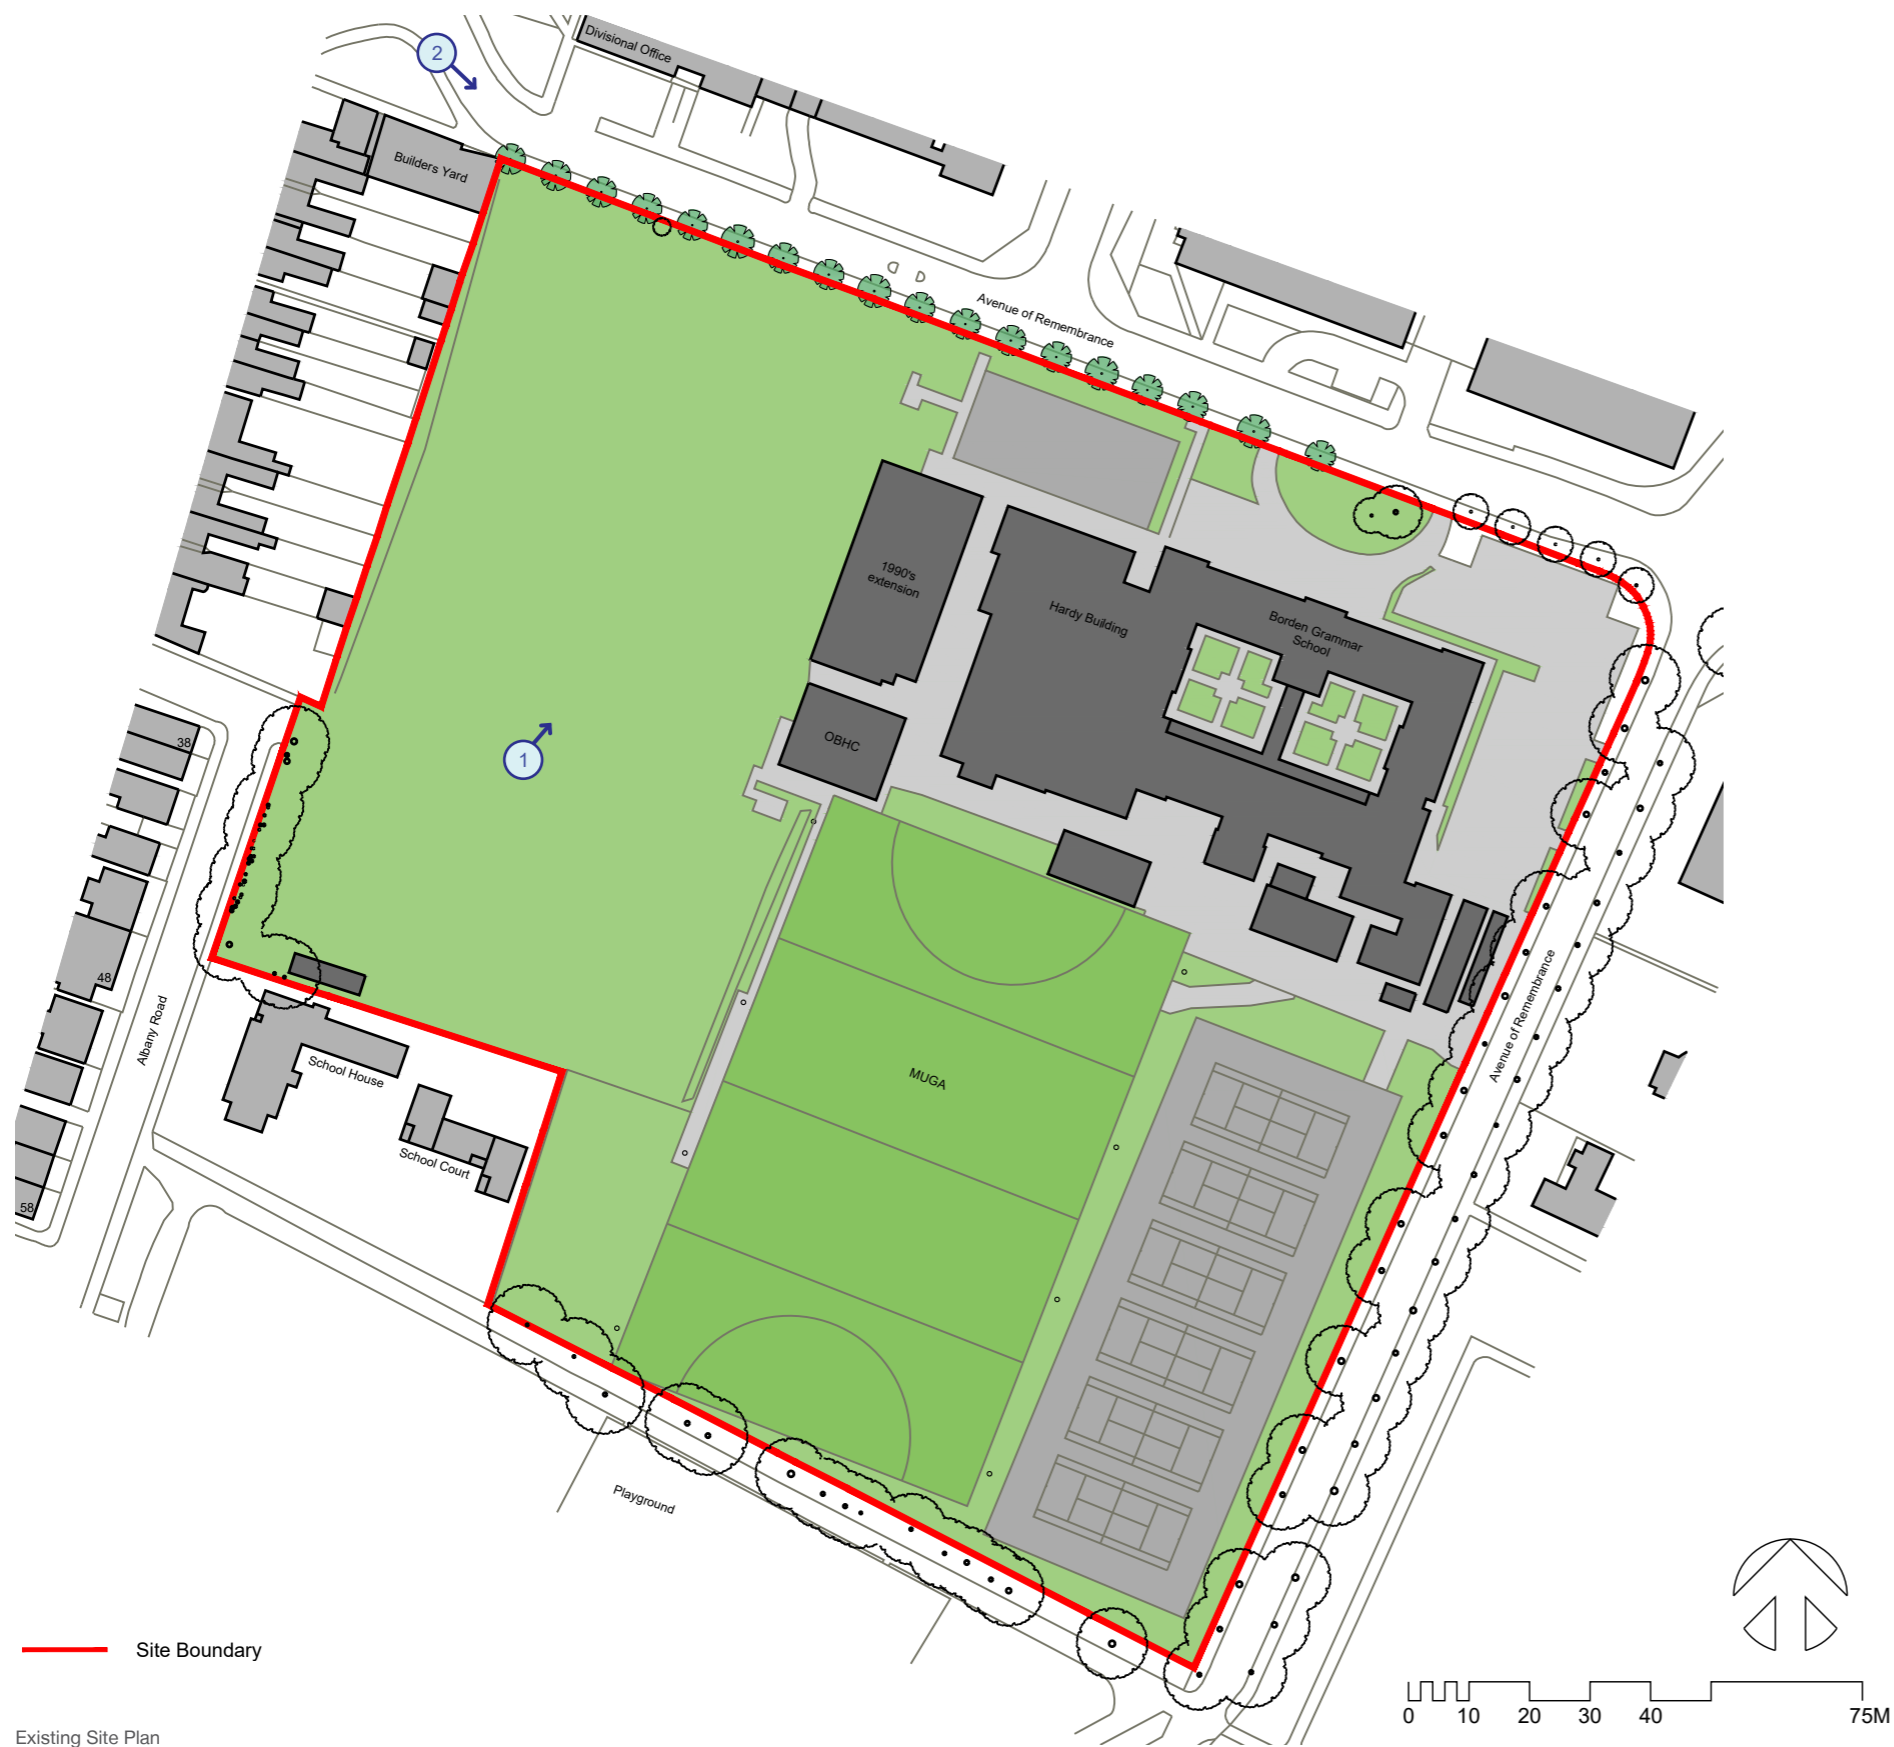 Divisional Office
2
Builders Yard
Avenue of Remembrance
1990's
extension
Hardy Building
Borden Grammar
School
OBHC
38
1
48
Albany Road
School House
MUGA
Avenue of Remembrance
School Court
58
Playground
Site Boundary
0 10 20 30 40 75M
Existing Site Plan